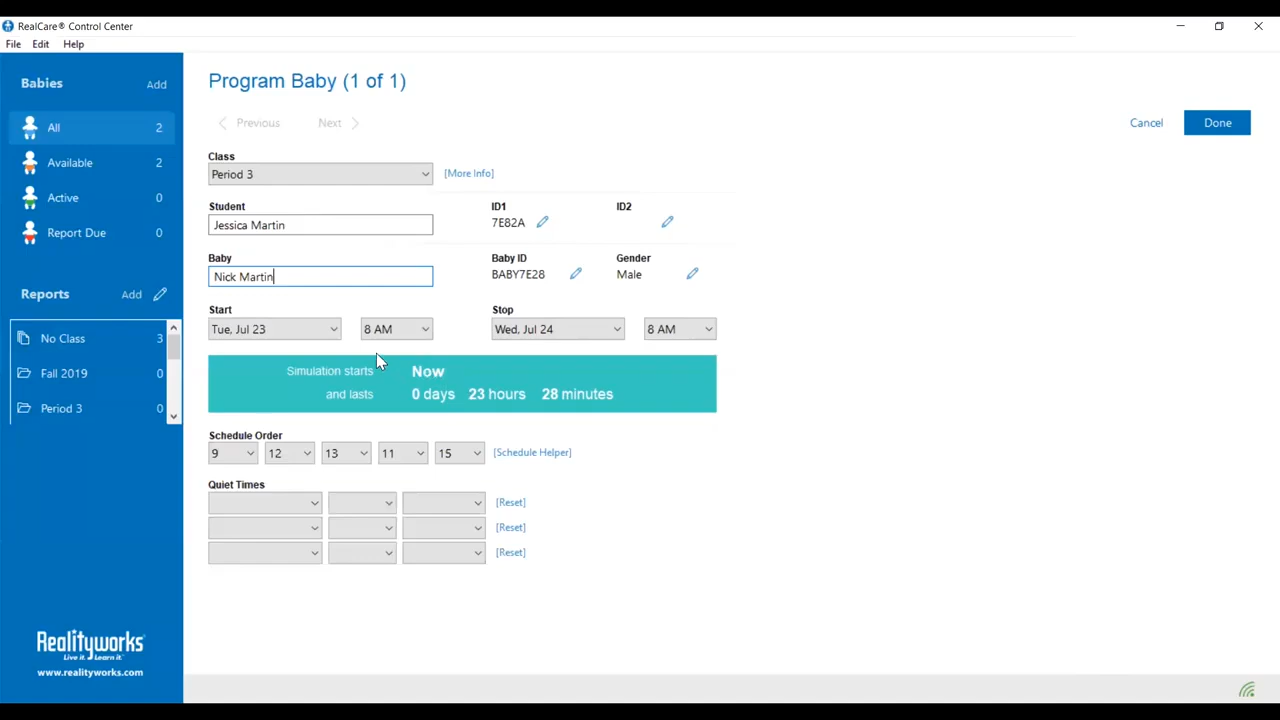 RealCare® Control Center
File Edit Help
Babies Add
All 2
Available 2
Active 0
Report Due 0
Reports Add
No Class 3
Fall 2019 0
Period 3 0
Realityworks®
Live it. Learn it.™
www.realityworks.com
Program Baby (1 of 1)
Previous Next Cancel Done
Class
Period 3 [More Info]
Student ID1 ID2
Jessica Martin 7E82A
Baby Baby ID Gender
Nick Martin BABY7E28 Male
Start Stop
Tue, Jul 23 8 AM Wed, Jul 24 8 AM
Simulation starts Now
and lasts 0 days 23 hours 28 minutes
Schedule Order
9 12 13 11 15 [Schedule Helper]
Quiet Times
[Reset]
[Reset]
[Reset]